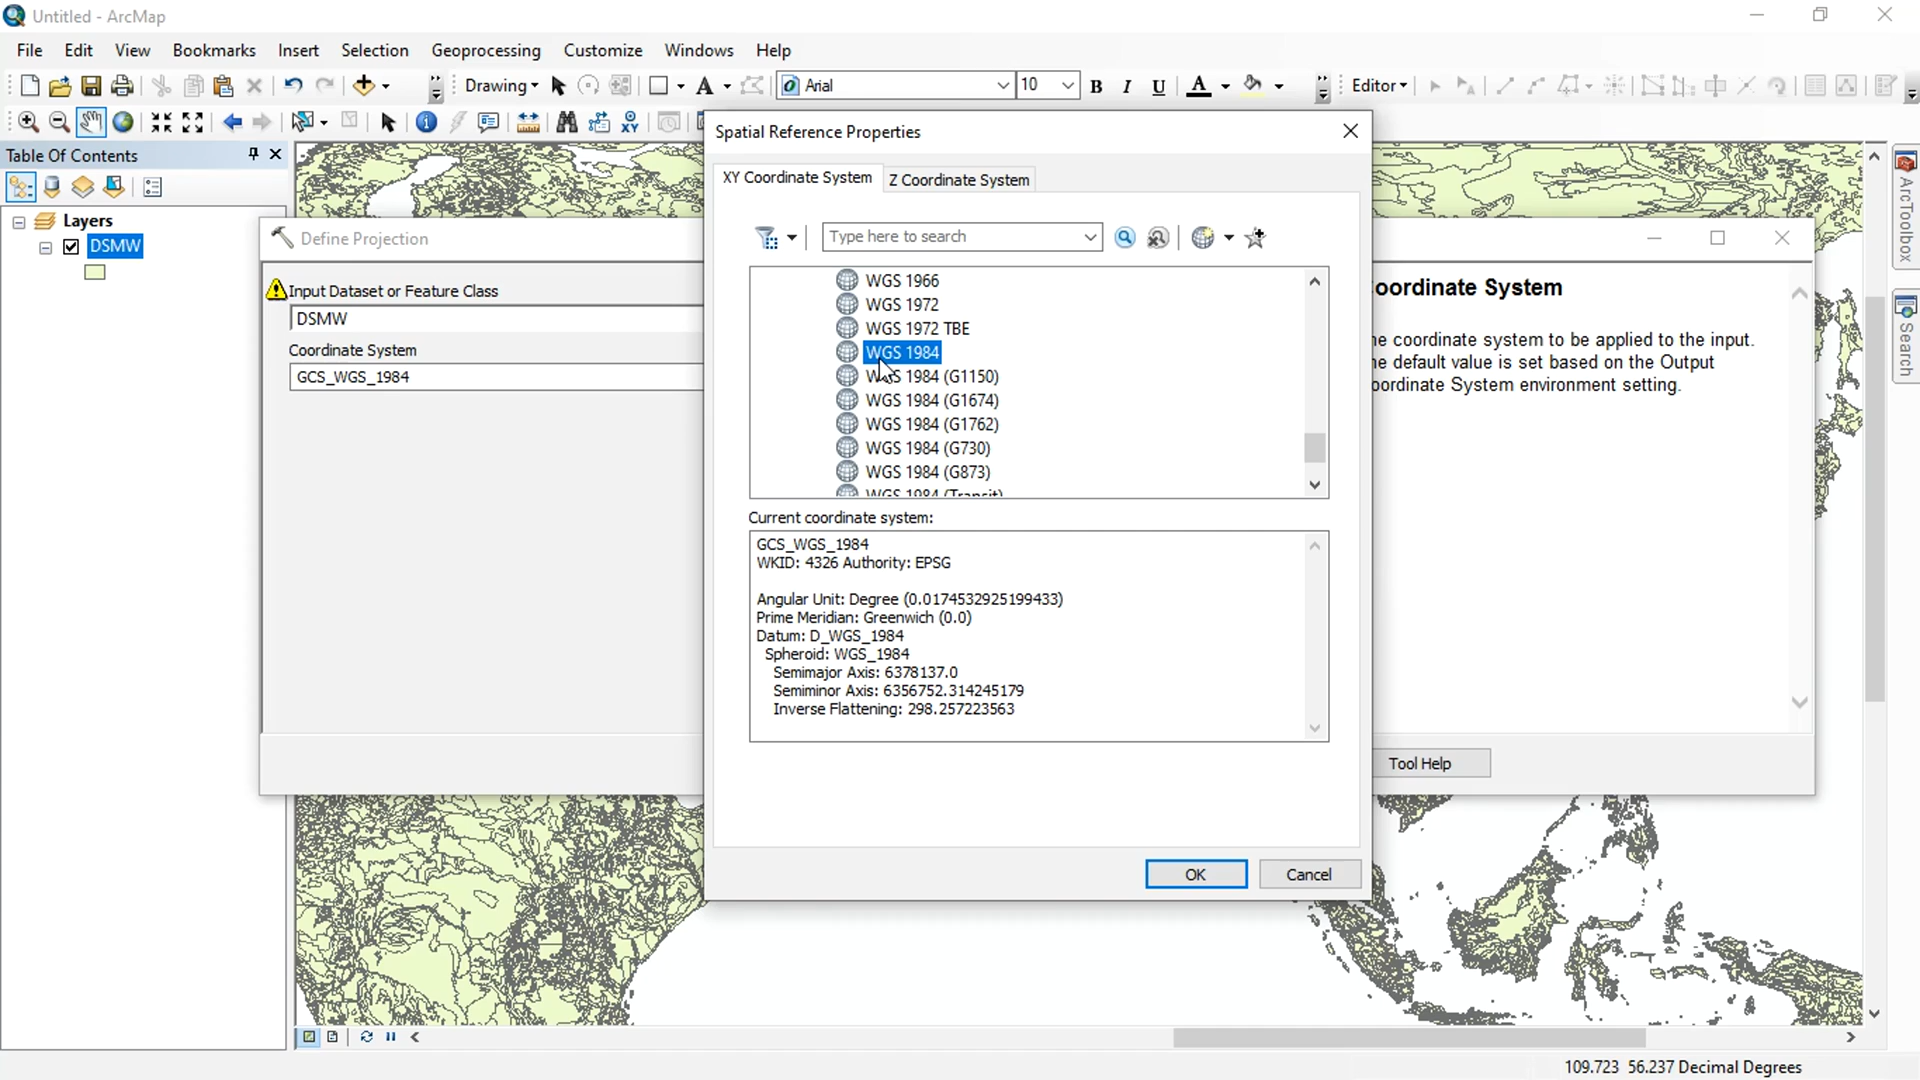 Untitled - ArcMap
File Edit View Bookmarks Insert Selection Geoprocessing Customize Windows Help
Drawing Arial 10 B I U A Editor
Table Of Contents
Layers
DSMW
Define Projection
Input Dataset or Feature Class
DSMW
Coordinate System
GCS_WGS_1984
Spatial Reference Properties
XY Coordinate System Z Coordinate System
Type here to search
WGS 1966
WGS 1972
WGS 1972 TBE
WGS 1984
WGS 1984 (G1150)
WGS 1984 (G1674)
WGS 1984 (G1762)
WGS 1984 (G730)
WGS 1984 (G873)
WGS 1984 (Transit)
Current coordinate system:
GCS_WGS_1984
WKID: 4326 Authority: EPSG
Angular Unit: Degree (0.0174532925199433)
Prime Meridian: Greenwich (0.0)
Datum: D_WGS_1984
Spheroid: WGS_1984
Semimajor Axis: 6378137.0
Semiminor Axis: 6356752.314245179
Inverse Flattening: 298.257223563
OK Cancel
oordinate System
he coordinate system to be applied to the input.
he default value is set based on the Output
oordinate System environment setting.
Tool Help
ArcToolbox
Search
109.723 56.237 Decimal Degrees